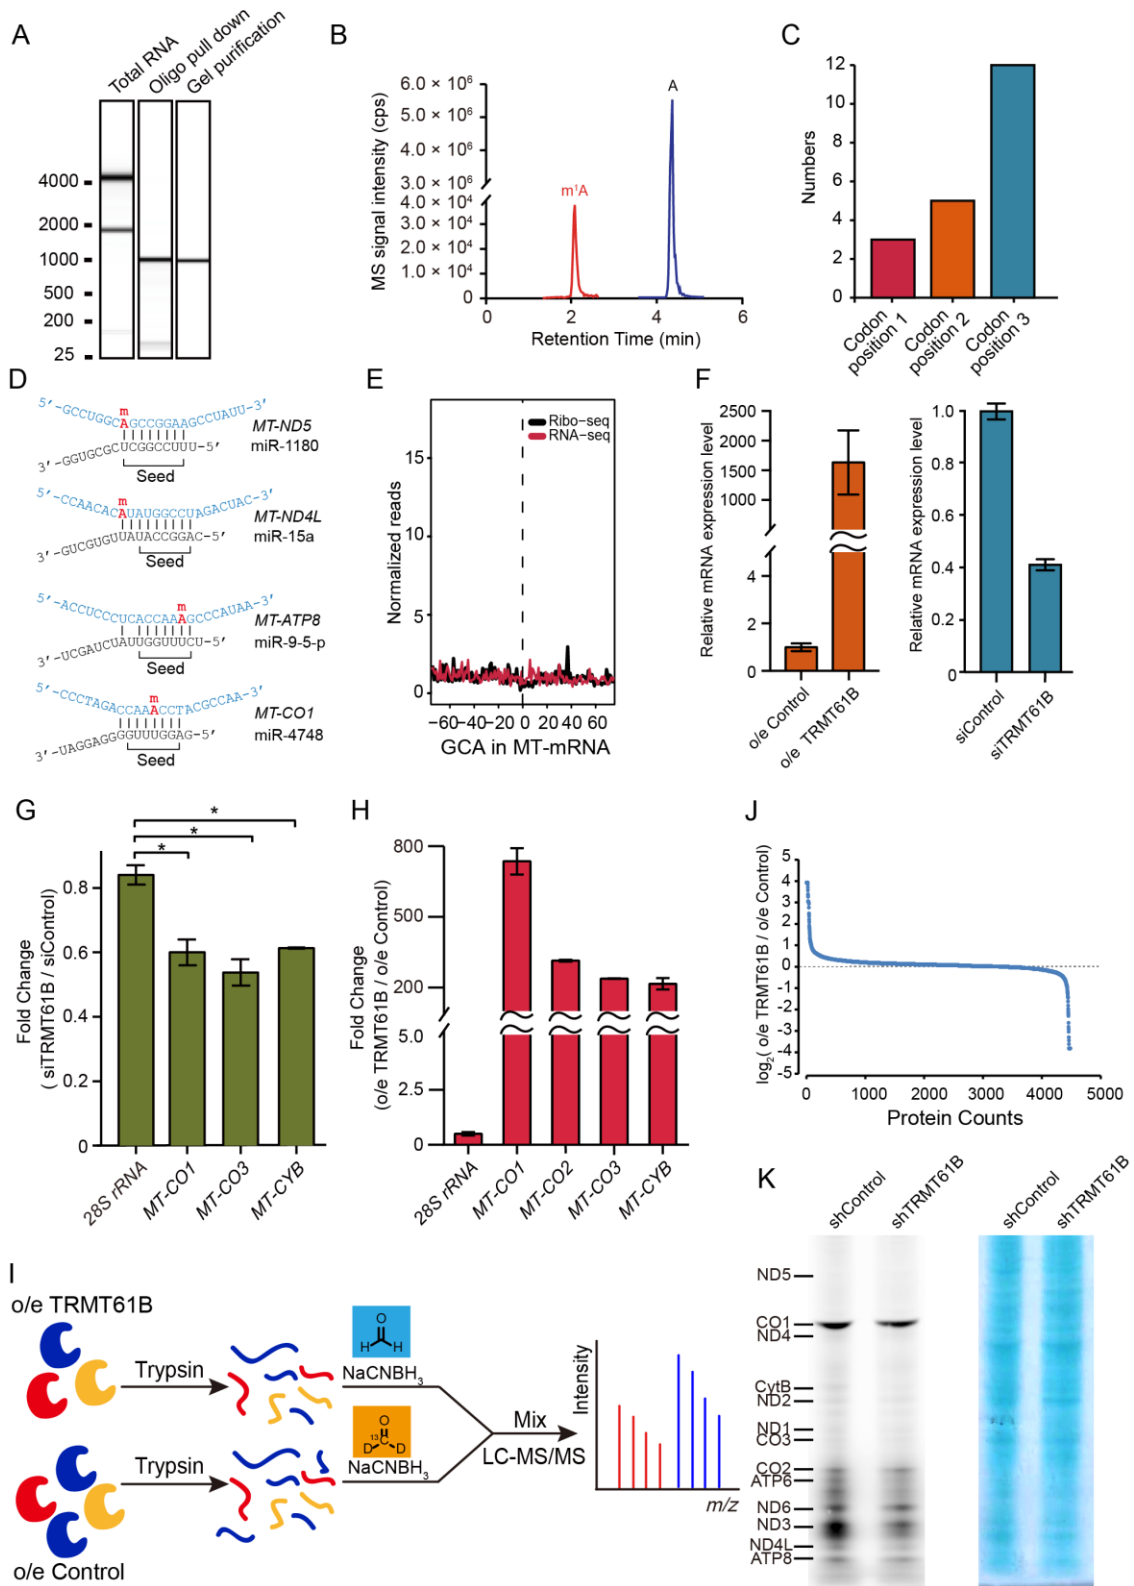 A
Total RNA
Oligo pull down
Gel purification
4000
2000
1000
500
200
25
B
MS signal intensity (cps)
6.0 × 10⁶
5.0 × 10⁶
4.0 × 10⁶
3.0 × 10⁶
4.0 × 10⁴
3.0 × 10⁴
2.0 × 10⁴
1.0 × 10⁴
0
m¹A
A
0 2 4 6
Retention Time (min)
C
Numbers
12
10
8
6
4
2
0
Codon position 1
Codon position 2
Codon position 3
D
5′-GCCUGGCAGCCGGAAGCCUAUU-3′
m
MT-ND5
miR-1180
3′-GGUGCGCUCGGCCUUU-5′
Seed
m
5′-CCAACACAUAUGGCCUAGACUAC-3′
MT-ND4L
miR-15a
3′-GUCGUGUUAUACCGGAC-5′
Seed
m
5′-ACCUCCCUCACCAAAGCCCAUAA-3′
MT-ATP8
miR-9-5-p
3′-UCGAUCUAUUGGUUUCU-5′
Seed
m
5′-CCCTAGACCAAACCTACGCCAA-3′
MT-CO1
miR-4748
3′-UAGGAGGGGUUUGGAG-5′
Seed
E
Ribo-seq
RNA-seq
Normalized reads
15
10
5
0
-60 -40 -20 0 20 40 60
GCA in MT-mRNA
F
Relative mRNA expression level
2500
2000
1500
1000
4
2
0
o/e Control
o/e TRMT61B
Relative mRNA expression level
1.0
0.8
0.6
0.4
0.2
0
siControl
siTRMT61B
G
Fold Change
( siTRMT61B / siControl)
0.8
0.6
0.4
0.2
0
*
*
*
28S rRNA
MT-CO1
MT-CO3
MT-CYB
H
Fold Change
(o/e TRMT61B / o/e Control)
800
500
200
5.0
2.5
0
28S rRNA
MT-CO1
MT-CO2
MT-CO3
MT-CYB
J
log₂( o/e TRMT61B / o/e Control)
5
4
3
2
1
0
-1
-2
-3
-4
-5
0 1000 2000 3000 4000 5000
Protein Counts
I
o/e TRMT61B
Trypsin
O
H H
NaCNBH₃
o/e Control
Trypsin
O
¹³C
D D
NaCNBH₃
Mix
LC-MS/MS
Intensity
m/z
K
shControl
shTRMT61B
shControl
shTRMT61B
ND5
CO1
ND4
CytB
ND2
ND1
CO3
CO2
ATP6
ND6
ND3
ND4L
ATP8